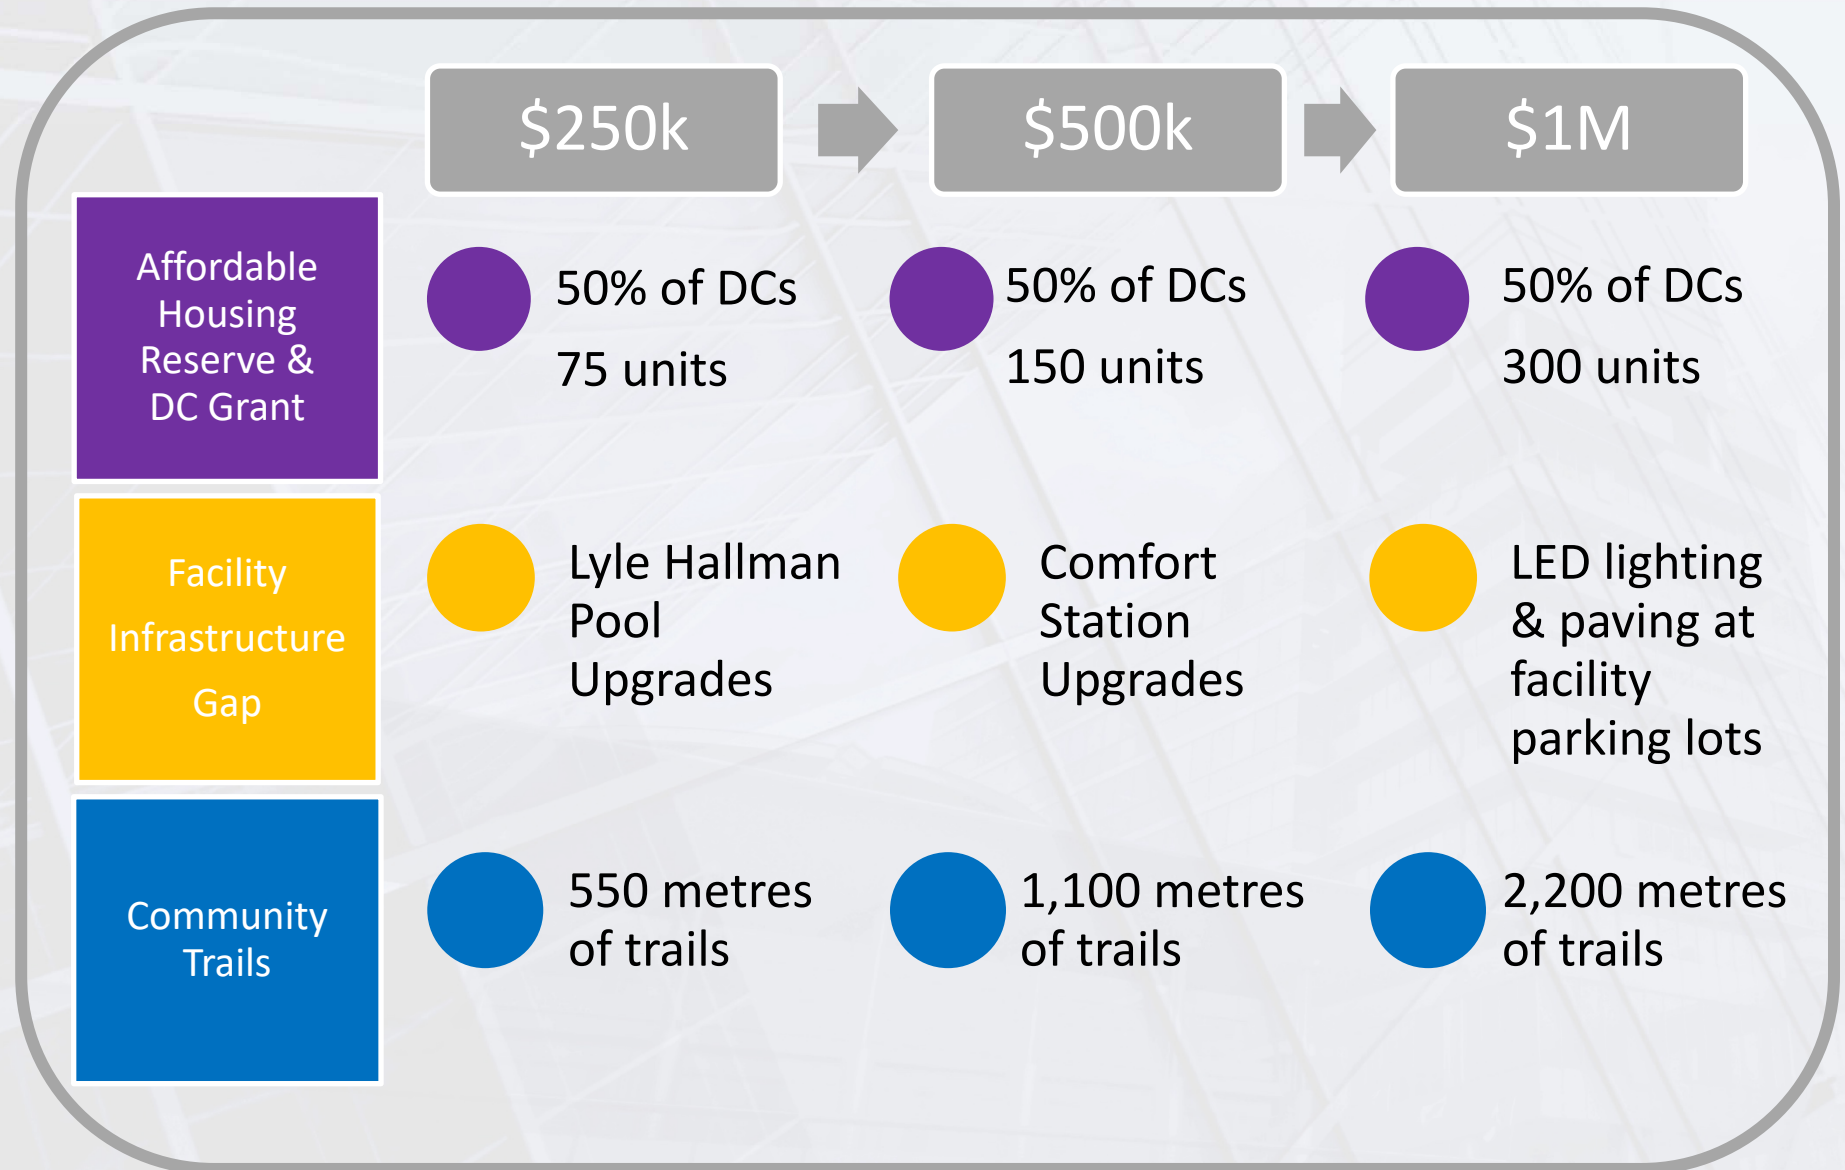 $250k
$500k
$1M
Affordable
Housing
Reserve &
DC Grant
50% of DCs
75 units
50% of DCs
150 units
50% of DCs
300 units
Facility
Infrastructure
Gap
Lyle Hallman
Pool
Upgrades
Comfort
Station
Upgrades
LED lighting
& paving at
facility
parking lots
Community
Trails
550 metres
of trails
1,100 metres
of trails
2,200 metres
of trails